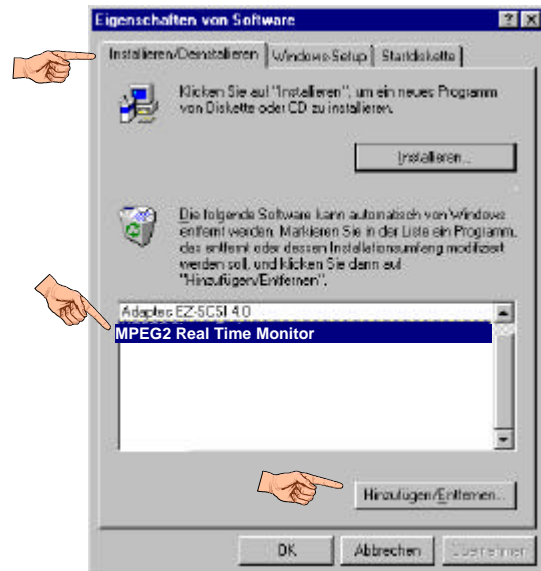 Eigenschaften von Software
Installieren/Deinstallieren
Windows-Setup
Startdiskette
Klicken Sie auf "Installieren", um ein neues Programm
von Diskette oder CD zu installieren.
Installieren...
Die folgende Software kann automatisch von Windows
entfernt werden. Markieren Sie in der Liste ein Programm,
das entfernt oder dessen Installationsumfang modifiziert
werden soll, und klicken Sie dann auf
"Hinzufügen/Entfernen".
Adaptec EZ-SCSI 4.0
MPEG2 Real Time Monitor
Hinzufügen/Entfernen...
OK
Abbrechen
Übernehmen